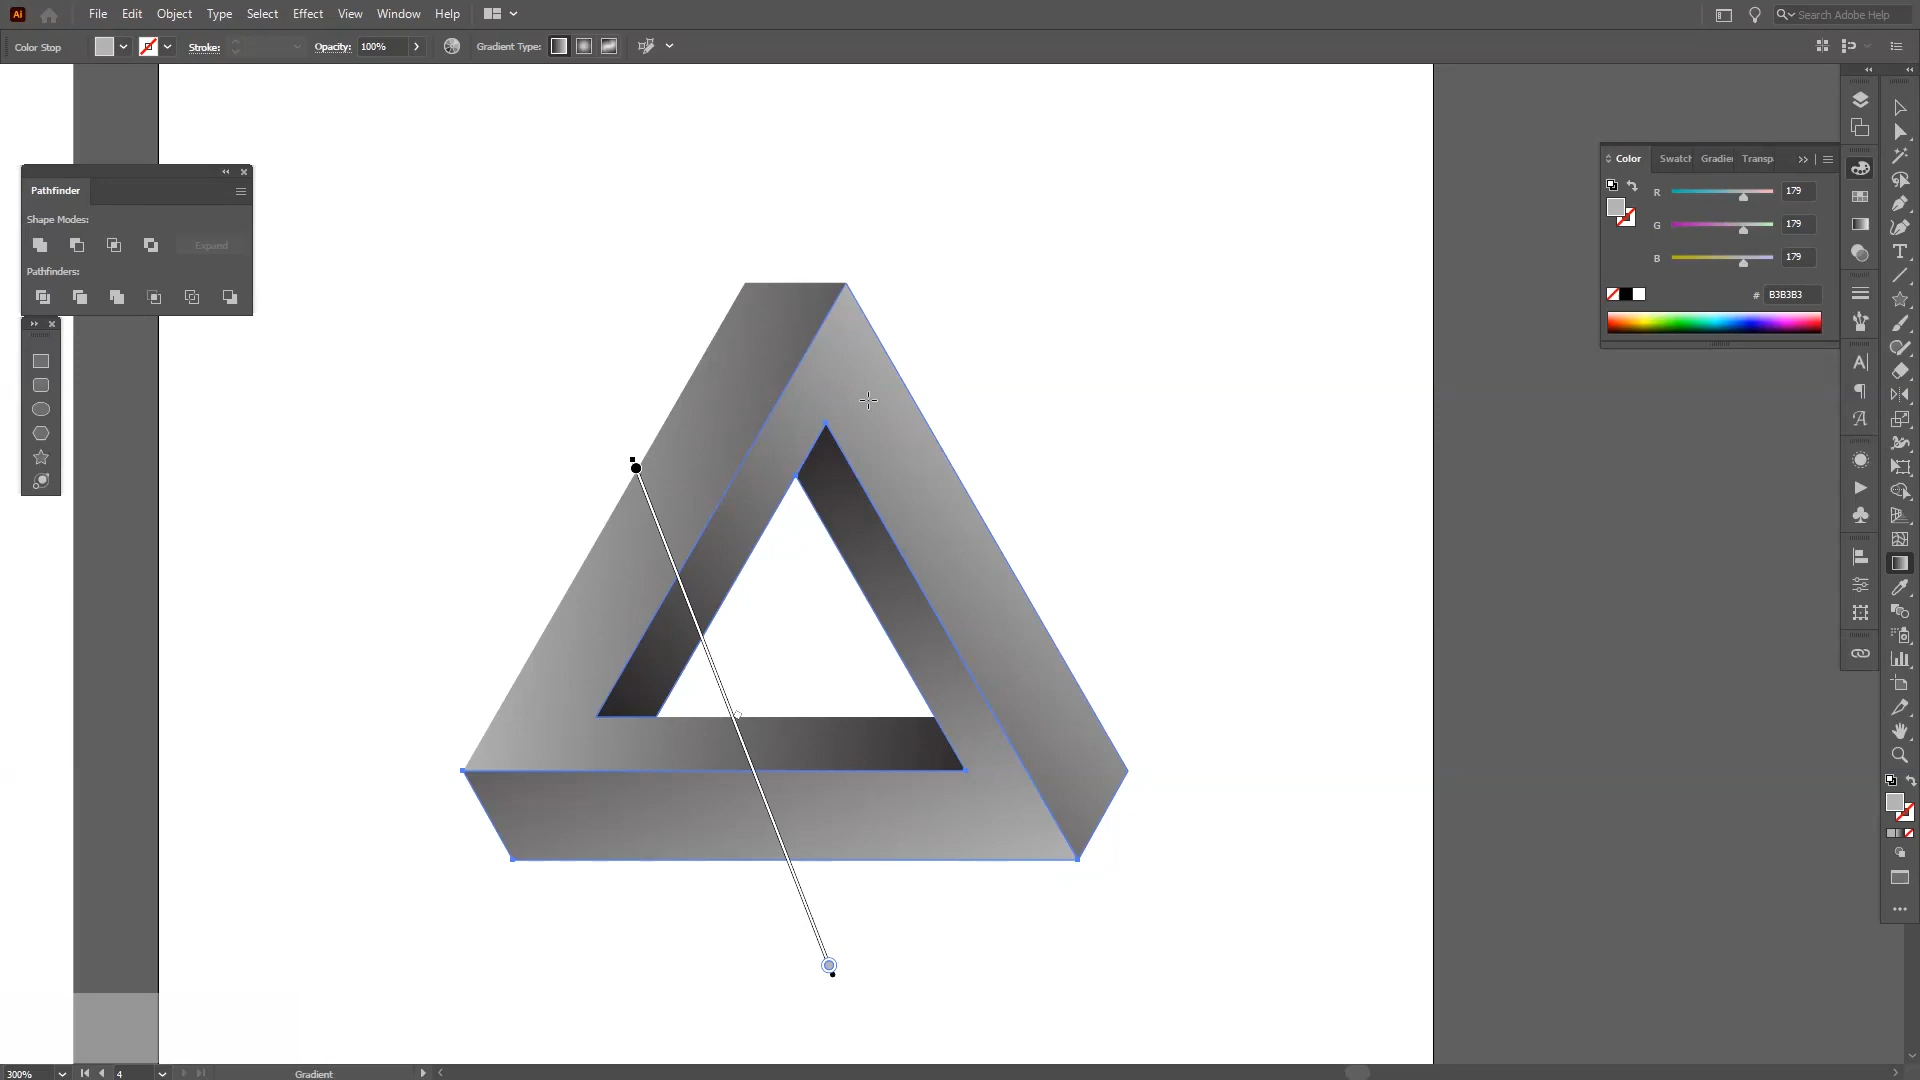 Ai File Edit Object Type Select Effect View Window Help Search Adobe Help
Color Stop Stroke: Opacity: 100% Gradient Type:
Color Swatch Gradie Transp
R 179
G 179
B 179
# B3B3B3
Pathfinder
Shape Modes:
Expand
Pathfinders:
300% 4 Gradient